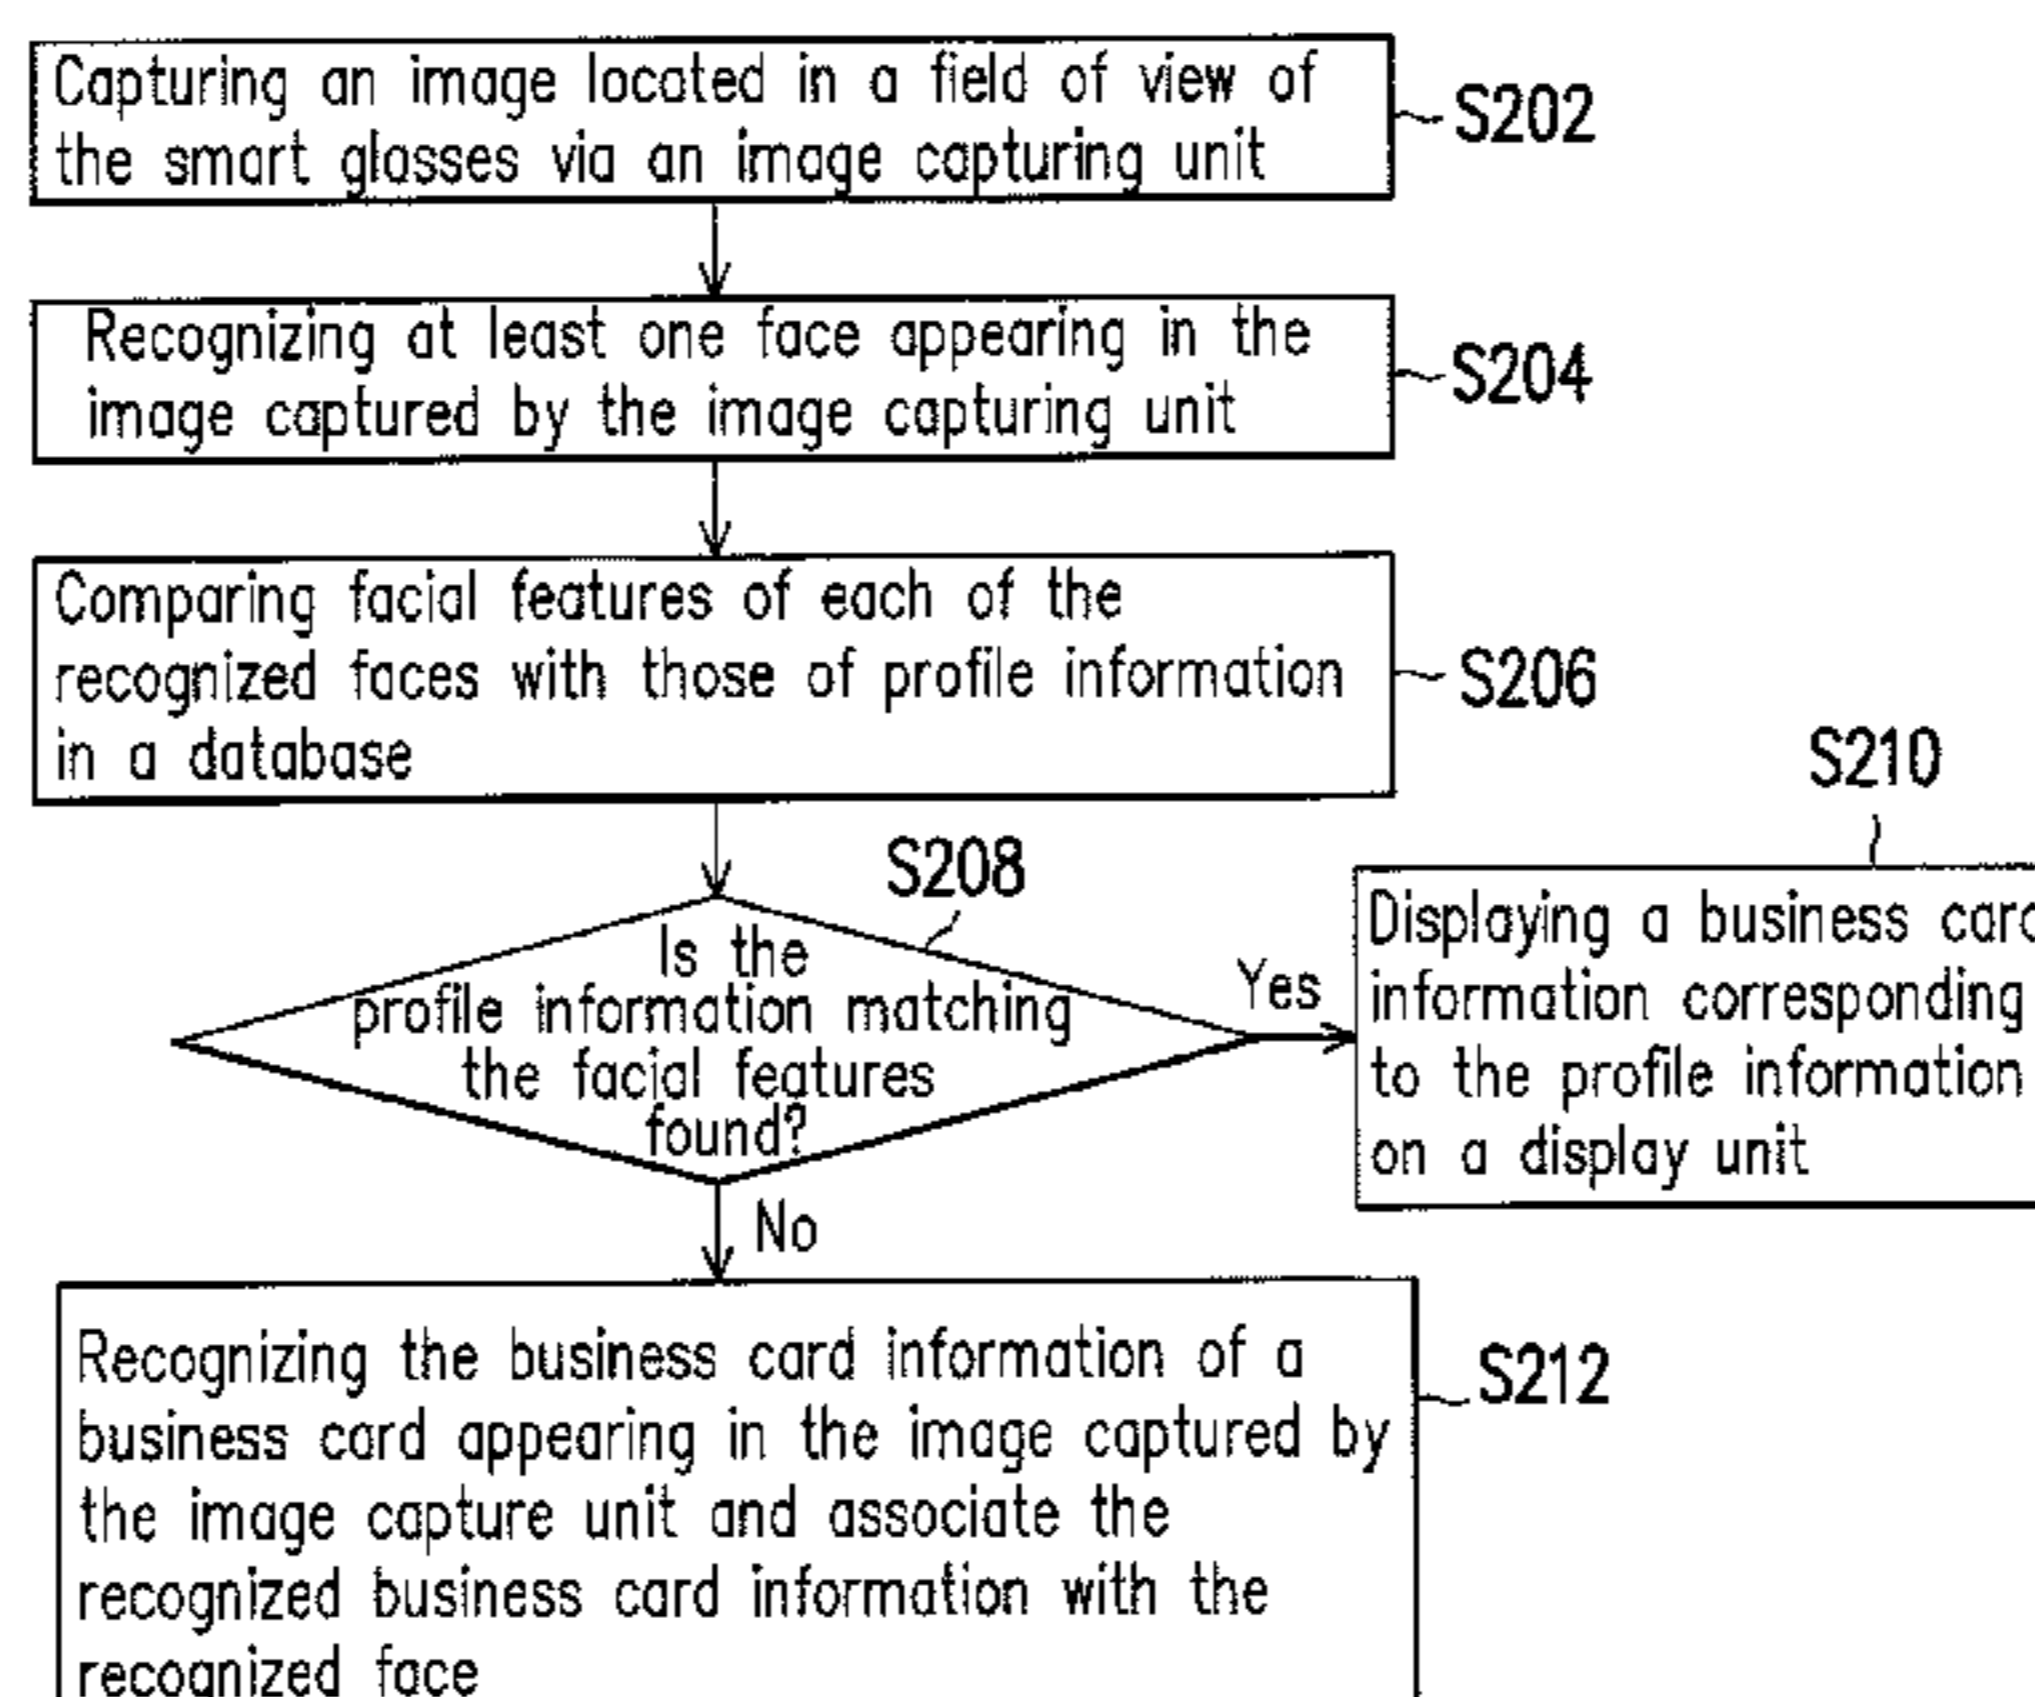 Capturing an image located in a field of view of
the smart glasses via an image capturing unit
S202
Recognizing at least one face appearing in the
image captured by the image capturing unit
S204
Comparing facial features of each of the
recognized faces with those of profile information
in a database
S206
S208
Is the
profile information matching
the facial features
found?
Yes
No
S210
Displaying a business card
information corresponding
to the profile information
on a display unit
Recognizing the business card information of a
business card appearing in the image captured by
the image capture unit and associate the
recognized business card information with the
recognized face
S212